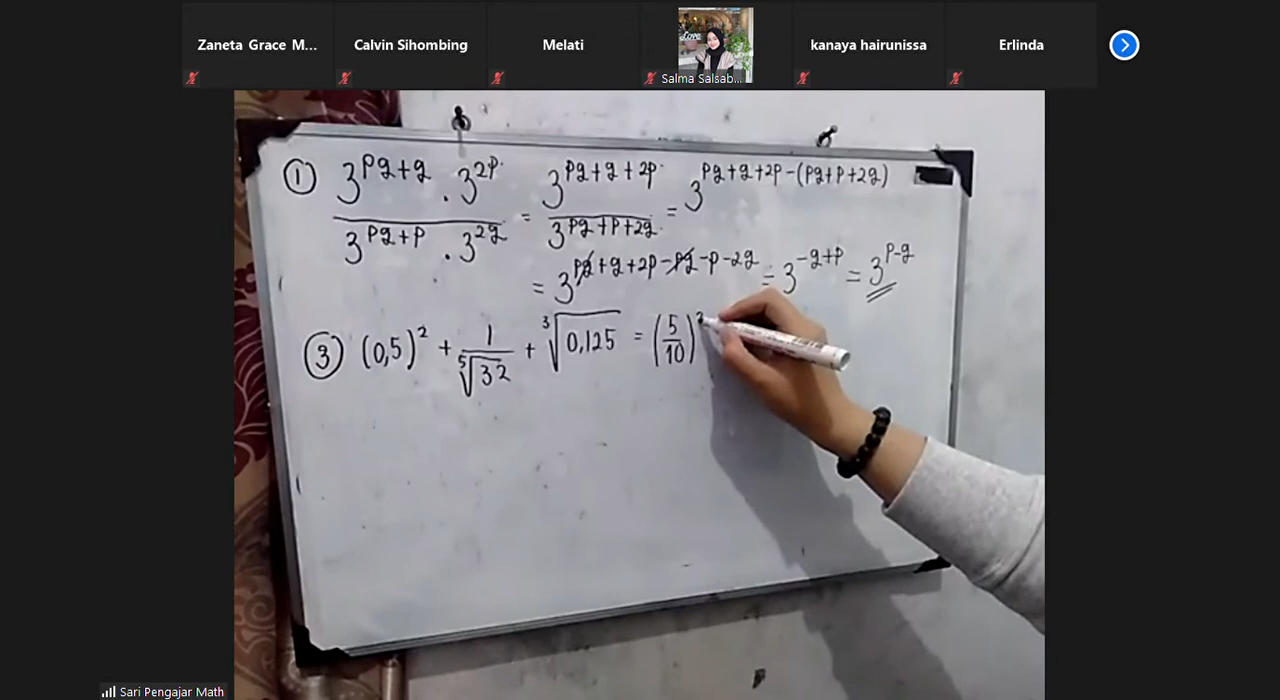 Zaneta Grace M...
Calvin Sihombing
Melati
Salma Salsab...
kanaya hairunissa
Erlinda
① 3^(pq+q) . 3^(2p) / 3^(pq+p) . 3^(2q) = 3^(pq+q+2p) / 3^(pq+p+2q) = 3^(pq+q+2p-(pq+p+2q))
= 3^(pq+q+2p-pq-p-2q) = 3^(-q+p) = 3^(p-q)
③ (0,5)² + 1/⁵√32 + ³√0,125 = (5/10)²
Sari Pengajar Math